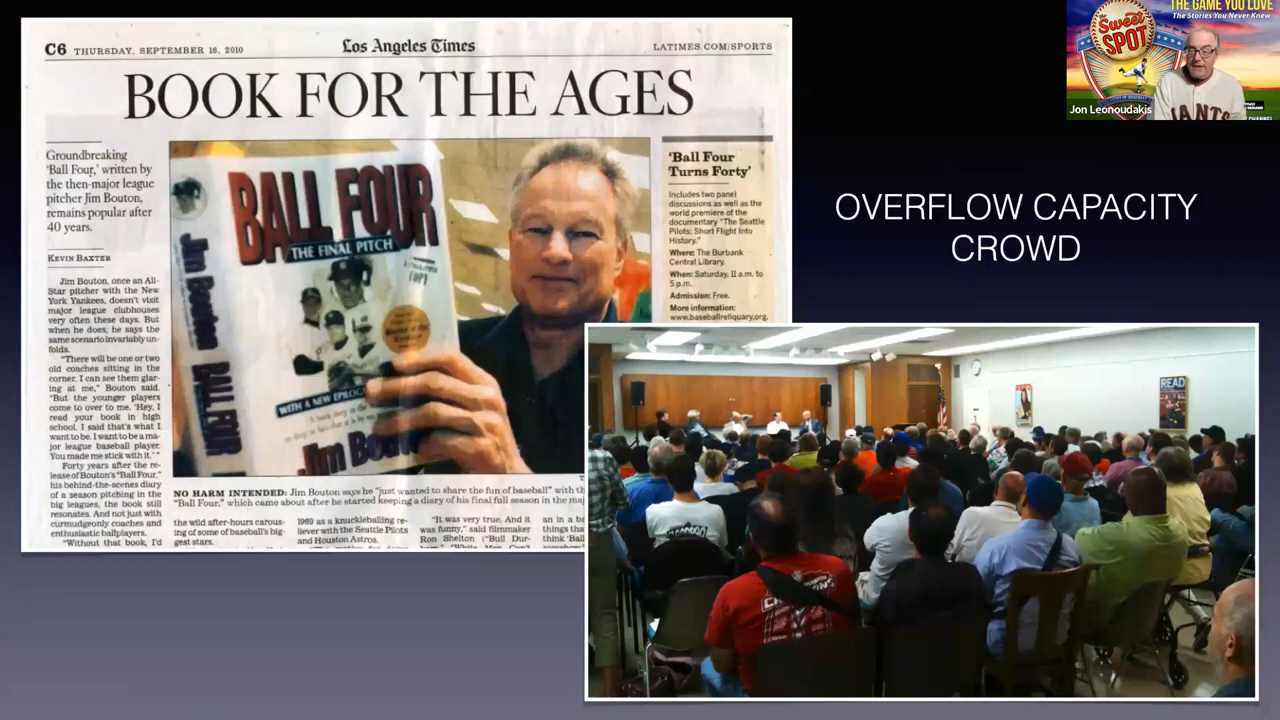 C6 THURSDAY, SEPTEMBER 16, 2010
Los Angeles Times
LATIMES.COM/SPORTS
BOOK FOR THE AGES
Groundbreaking
‘Ball Four,’ written by
the then-major league
pitcher Jim Bouton,
remains popular after
40 years.
KEVIN BAXTER
Jim Bouton, once an All-
Star pitcher with the New
York Yankees, doesn’t visit
major league clubhouses
very often these days. But
when he does, he says the
same scenario invariably un-
folds.
“There will be one or two
old coaches sitting in the
corner. I can see them glar-
ing at me,” Bouton said.
“But the younger players
come to over to me. ‘Hey, I
read your book in high
school. I said that’s what I
want to be. I want to be a ma-
jor league baseball player.
You made me stick with it.’ ”
Forty years after the re-
lease of Bouton’s “Ball Four,”
his behind-the-scenes diary
of a season pitching in the
big leagues, the book still
resonates. And not just with
curmudgeonly coaches and
enthusiastic ballplayers.
“Without that book, I’d
BALL FOUR
THE FINAL PITCH
WITH A NEW EPILOG
Jim Bou
Jim Bouton
BALL FOUR
‘Ball Four
Turns Forty’
Includes two panel
discussions as well as the
world premiere of the
documentary “The Seattle
Pilots: Short Flight Into
History.”
Where: The Burbank
Central Library.
When: Saturday, 11 a.m. to
5 p.m.
Admission: Free.
More information:
www.baseballreliquary.org.
NO HARM INTENDED: Jim Bouton says he “just wanted to share the fun of baseball” with th
“Ball Four,” which came about after he started keeping a diary of his final full season in the maj
the wild after-hours carous-
ing of some of baseball’s big-
gest stars.
1969 as a knuckleballing re-
liever with the Seattle Pilots
and Houston Astros.
“It was very true. And it
was funny,” said filmmaker
Ron Shelton (“Bull Dur-
an in a be
things tha
think ‘Ball
OVERFLOW CAPACITY
CROWD
READ
THE GAME YOU LOVE
The Stories You Never Knew
Sweet
SPOT
IANTS
CHANNEL
Jon Leonoudakis